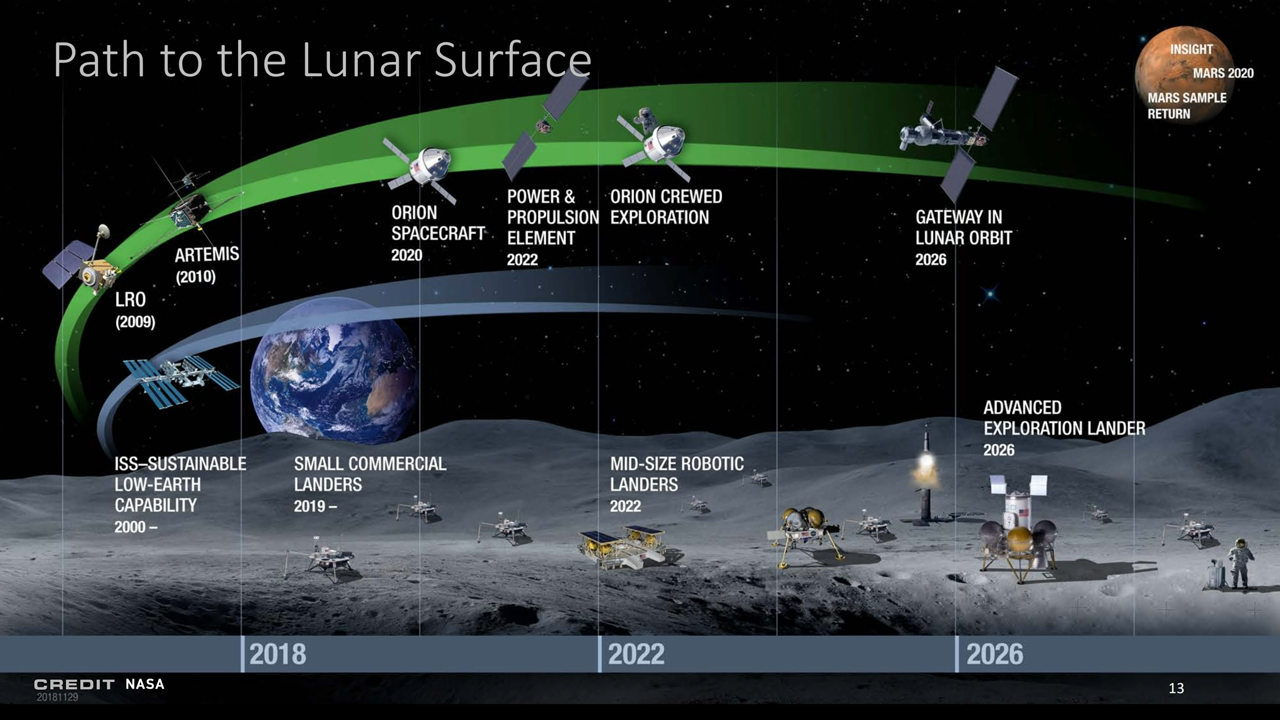 Path to the Lunar Surface
INSIGHT
MARS 2020
MARS SAMPLE
RETURN
LRO
(2009)
ARTEMIS
(2010)
ORION
SPACECRAFT
2020
POWER &
PROPULSION
ELEMENT
2022
ORION CREWED
EXPLORATION
GATEWAY IN
LUNAR ORBIT
2026
ISS–SUSTAINABLE
LOW-EARTH
CAPABILITY
2000 –
SMALL COMMERCIAL
LANDERS
2019 –
MID-SIZE ROBOTIC
LANDERS
2022
ADVANCED
EXPLORATION LANDER
2026
2018
2022
2026
CREDIT NASA
20181129
13